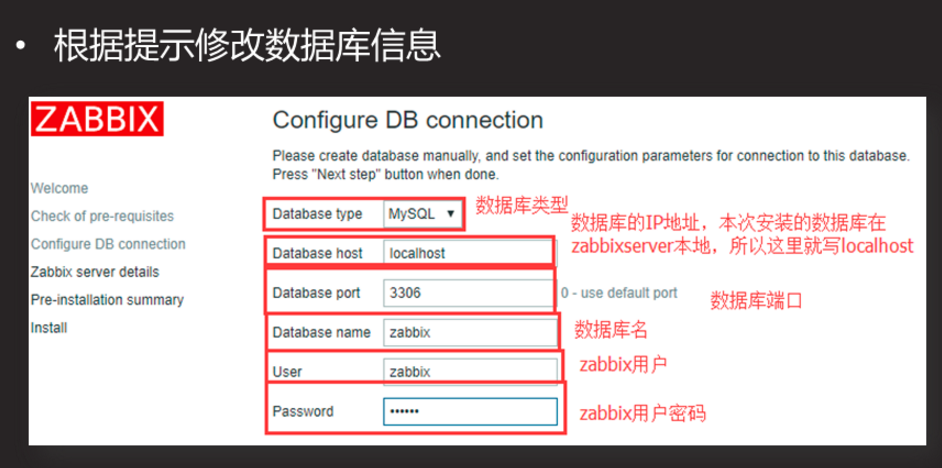 • 根据提示修改数据库信息
ZABBIX
Configure DB connection
Please create database manually, and set the configuration parameters for connection to this database.
Press "Next step" button when done.
Welcome
Check of pre-requisites
Configure DB connection
Zabbix server details
Pre-installation summary
Install
Database type MySQL ▼ 数据库类型
数据库的IP地址，本次安装的数据库在
zabbixserver本地，所以这里就写localhost
Database host localhost
Database port 3306 0 - use default port 数据库端口
Database name zabbix 数据库名
User zabbix zabbix用户
Password •••••• zabbix用户密码